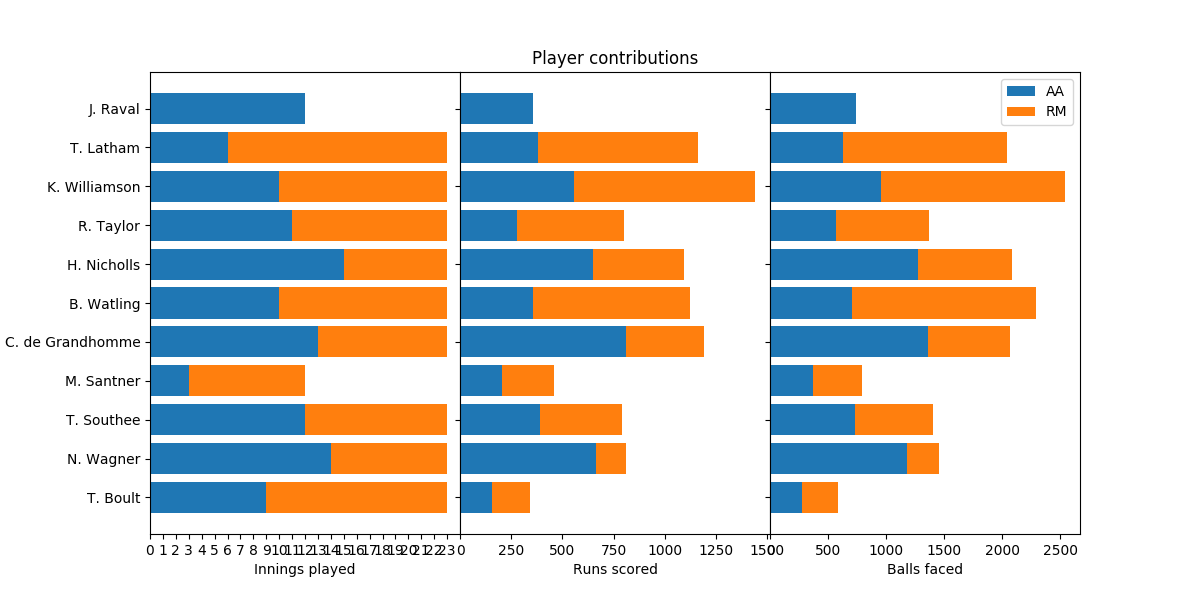 Player contributions
AA
RM
J. Raval
T. Latham
K. Williamson
R. Taylor
H. Nicholls
B. Watling
C. de Grandhomme
M. Santner
T. Southee
N. Wagner
T. Boult
0 1 2 3 4 5 6 7 8 9 10 11 12 13 14 15 16 17 18 19 20 21 22 23
0 250 500 750 1000 1250 1500
0 500 1000 1500 2000 2500
Innings played
Runs scored
Balls faced